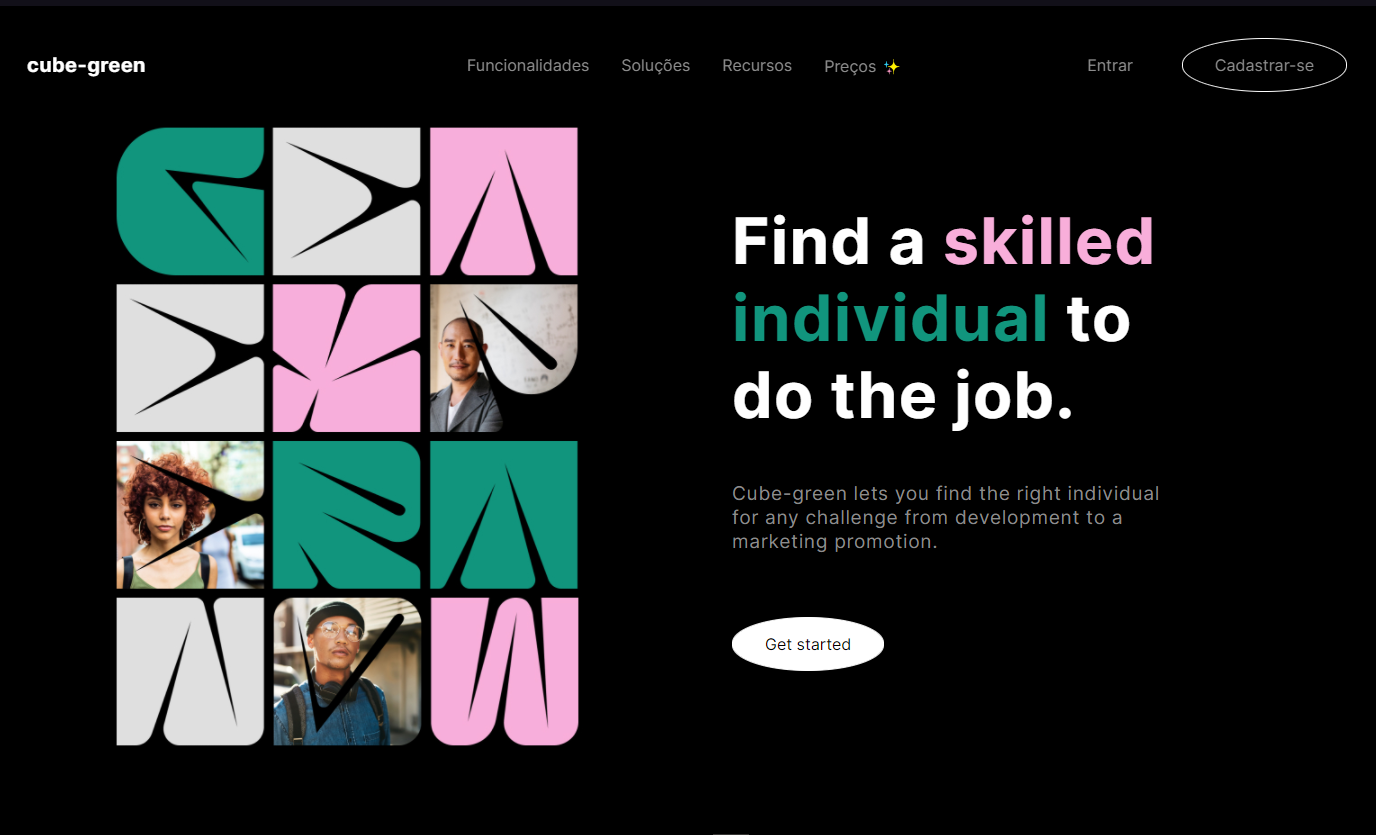 cube-green
Funcionalidades
Soluções
Recursos
Preços ✨
Entrar
Cadastrar-se
Find a skilled
individual to
do the job.
Cube-green lets you find the right individual
for any challenge from development to a
marketing promotion.
Get started